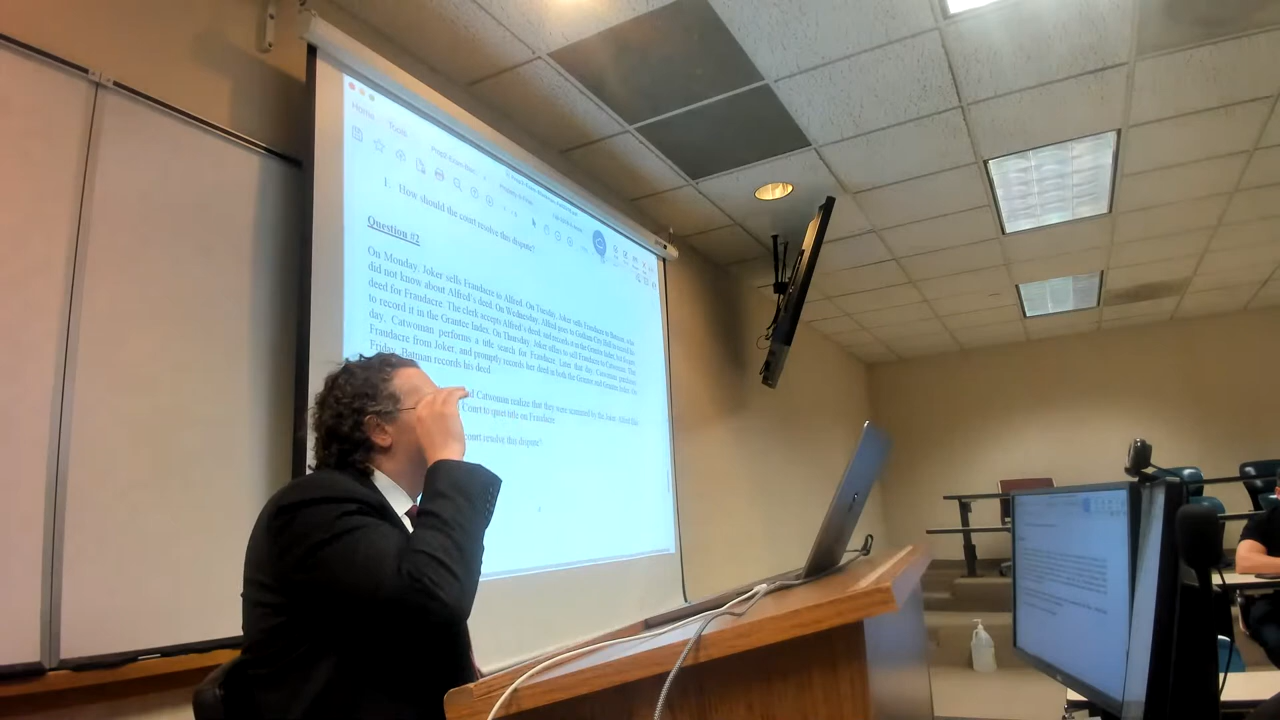 Home Tools
1. How should the court resolve this dispute?
Question #2
On Monday, Joker sells Fraudacre to Alfred. On Tuesday, Joker sells Fraudacre to Batman, who
did not know about Alfred's deed. On Wednesday, Alfred goes to Gotham City Hall to record his
deed for Fraudacre. The clerk accepts Alfred's deed and records it in the Grantor Index, but forgets
to record it in the Grantee Index. On Thursday, Joker offers to sell Fraudacre to Catwoman. That
day, Catwoman performs a title search for Fraudacre. Later that day, Catwoman purchases
Fraudacre from Joker, and promptly records her deed in both the Grantor and Grantee Index. On
Friday, Batman records his deed
Catwoman realize that they were scammed by the Joker. Alfred
Court to quiet title on Fraudacre
court resolve this dispute?